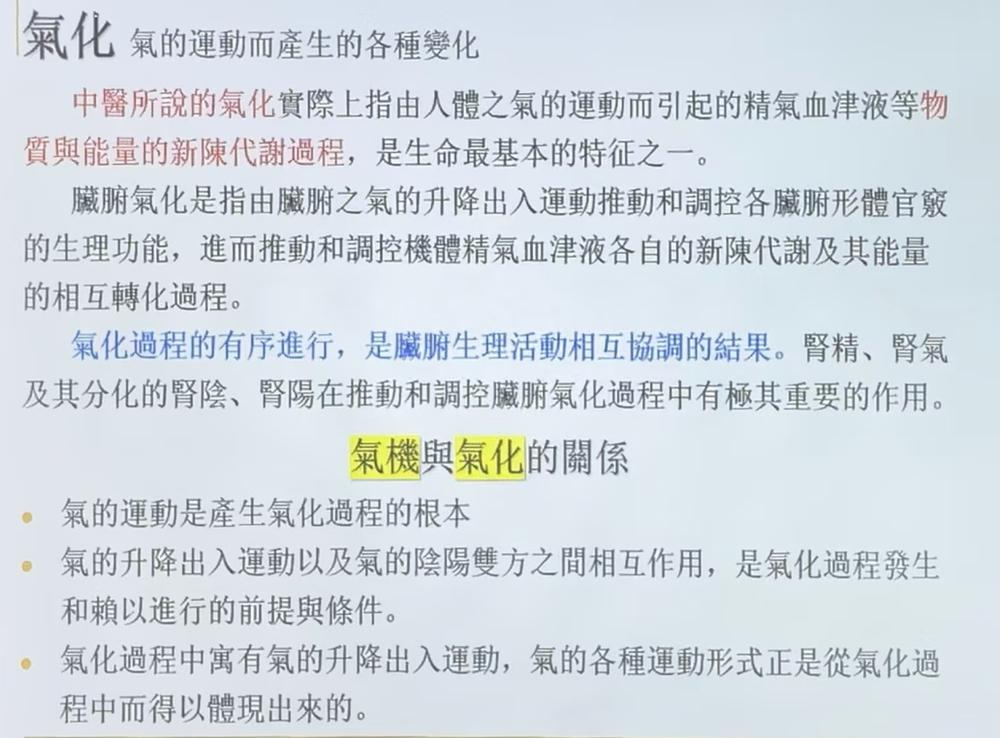 氣化 氣的運動而產生的各種變化
中醫所說的氣化實際上指由人體之氣的運動而引起的精氣血津液等物
質與能量的新陳代謝過程，是生命最基本的特征之一。
臟腑氣化是指由臟腑之氣的升降出入運動推動和調控各臟腑形體官竅
的生理功能，進而推動和調控機體精氣血津液各自的新陳代謝及其能量
的相互轉化過程。
氣化過程的有序進行，是臟腑生理活動相互協調的結果。腎精、腎氣
及其分化的腎陰、腎陽在推動和調控臟腑氣化過程中有極其重要的作用。
氣機與氣化的關係
• 氣的運動是產生氣化過程的根本
• 氣的升降出入運動以及氣的陰陽雙方之間相互作用，是氣化過程發生
和賴以進行的前提與條件。
• 氣化過程中寓有氣的升降出入運動，氣的各種運動形式正是從氣化過
程中而得以體現出來的。